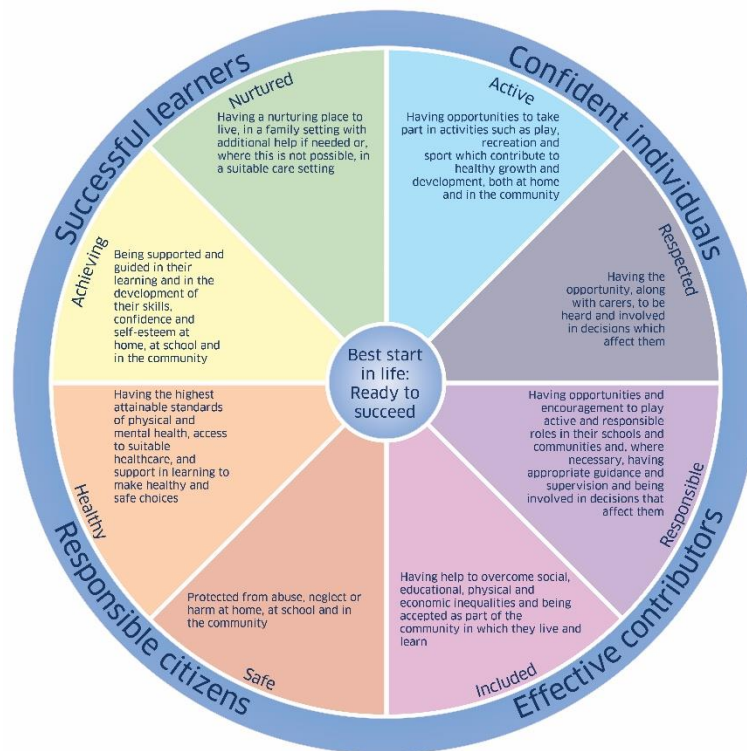 Successful learners
Confident individuals
Nurtured
Having a nurturing place to
live, in a family setting with
additional help if needed or,
where this is not possible, in
a suitable care setting
Active
Having opportunities to take
part in activities such as play,
recreation and
sport which contribute to
healthy growth and
development, both at home
and in the community
Respected
Having the
opportunity, along
with carers, to be
heard and involved
in decisions which
affect them
Responsible
Having opportunities and
encouragement to play
active and responsible
roles in their schools and
communities and, where
necessary, having
appropriate guidance and
supervision and being
involved in decisions that
affect them
Included
Having help to overcome social,
educational, physical and
economic inequalities and being
accepted as part of the
community in which they live and
learn
Safe
Protected from abuse, neglect or
harm at home, at school and in
the community
Healthy
Having the highest
attainable standards
of physical and
mental health, access
to suitable
healthcare, and
support in learning to
make healthy and
safe choices
Achieving
Being supported and
guided in their
learning and in the
development of
their skills,
confidence and
self-esteem at
home, at school and
in the community
Best start
in life:
Ready to
succeed
Responsible citizens
Effective contributors